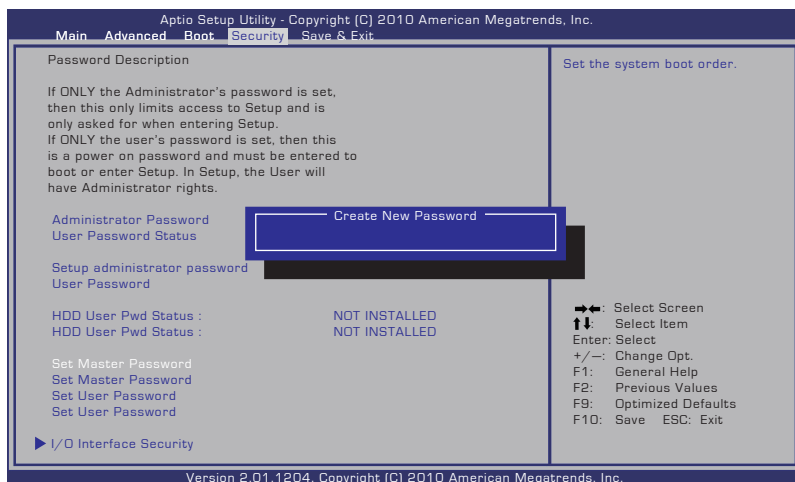 Aptio Setup Utility - Copyright (C) 2010 American Megatrends, Inc.
Main Advanced Boot Security Save & Exit
Password Description
If ONLY the Administrator's password is set,
then this only limits access to Setup and is
only asked for when entering Setup.
If ONLY the user's password is set, then this
is a power on password and must be entered to
boot or enter Setup. In Setup, the User will
have Administrator rights.
Administrator Password
User Password Status
Create New Password
Setup administrator password
User Password
HDD User Pwd Status : NOT INSTALLED
HDD User Pwd Status : NOT INSTALLED
Set Master Password
Set Master Password
Set User Password
Set User Password
I/O Interface Security
Set the system boot order.
→←: Select Screen
↑↓: Select Item
Enter: Select
+/—: Change Opt.
F1: General Help
F2: Previous Values
F9: Optimized Defaults
F10: Save ESC: Exit
Version 2.01.1204. Copyright (C) 2010 American Megatrends, Inc.